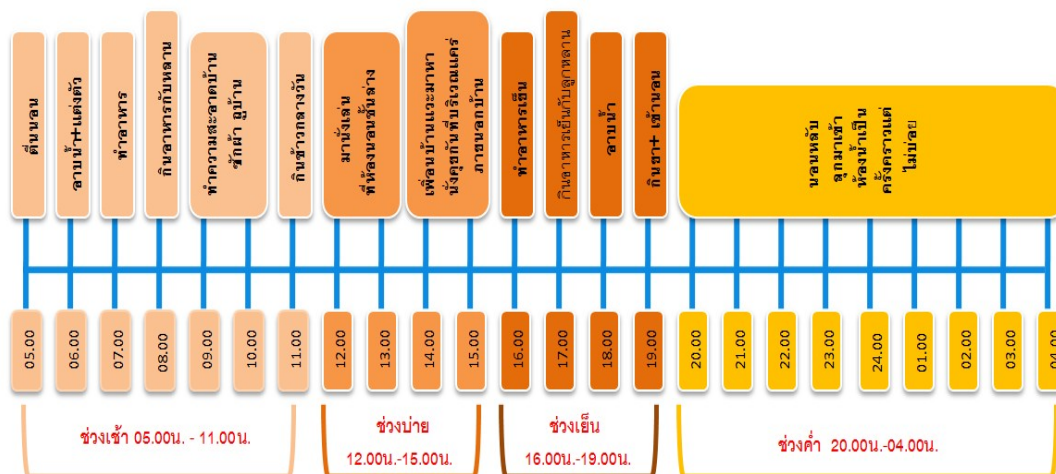 ตื่นนอน
อาบน้ำ+แต่งตัว
ทำอาหาร
กินอาหารกับหลาน
ทำความสะอาดบ้าน
ซักผ้า ถูบ้าน
กินข้าวกลางวัน
มานั่งเล่น
ที่ห้องนอนชั้นล่าง
เพื่อนบ้านแวะมาหา
นั่งคุยกันที่บริเวณแคร่
ภายนอกบ้าน
ทำอาหารเย็น
กินอาหารเย็นกับลูกหลาน
อาบน้ำ
กินยา+ เข้านอน
นอนหลับ
ลุกมาเข้า
ห้องน้ำเป็น
ครั้งคราวแต่
ไม่บ่อย
05.00
06.00
07.00
08.00
09.00
10.00
11.00
12.00
13.00
14.00
15.00
16.00
17.00
18.00
19.00
20.00
21.00
22.00
23.00
24.00
01.00
02.00
03.00
04.00
ช่วงเช้า 05.00น. - 11.00น.
ช่วงบ่าย
12.00น.-15.00น.
ช่วงเย็น
16.00น.-19.00น.
ช่วงค่ำ 20.00น.-04.00น.